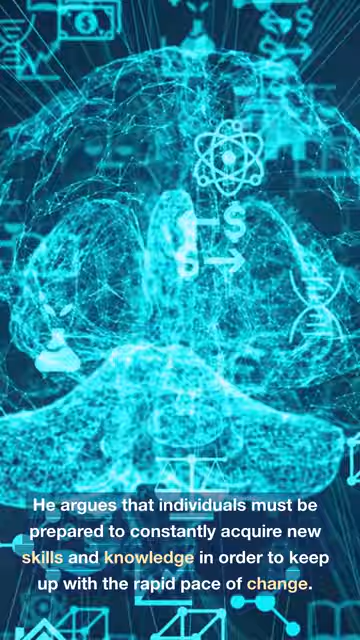 He argues that individuals must be
prepared to constantly acquire new
skills and knowledge in order to keep
up with the rapid pace of change.